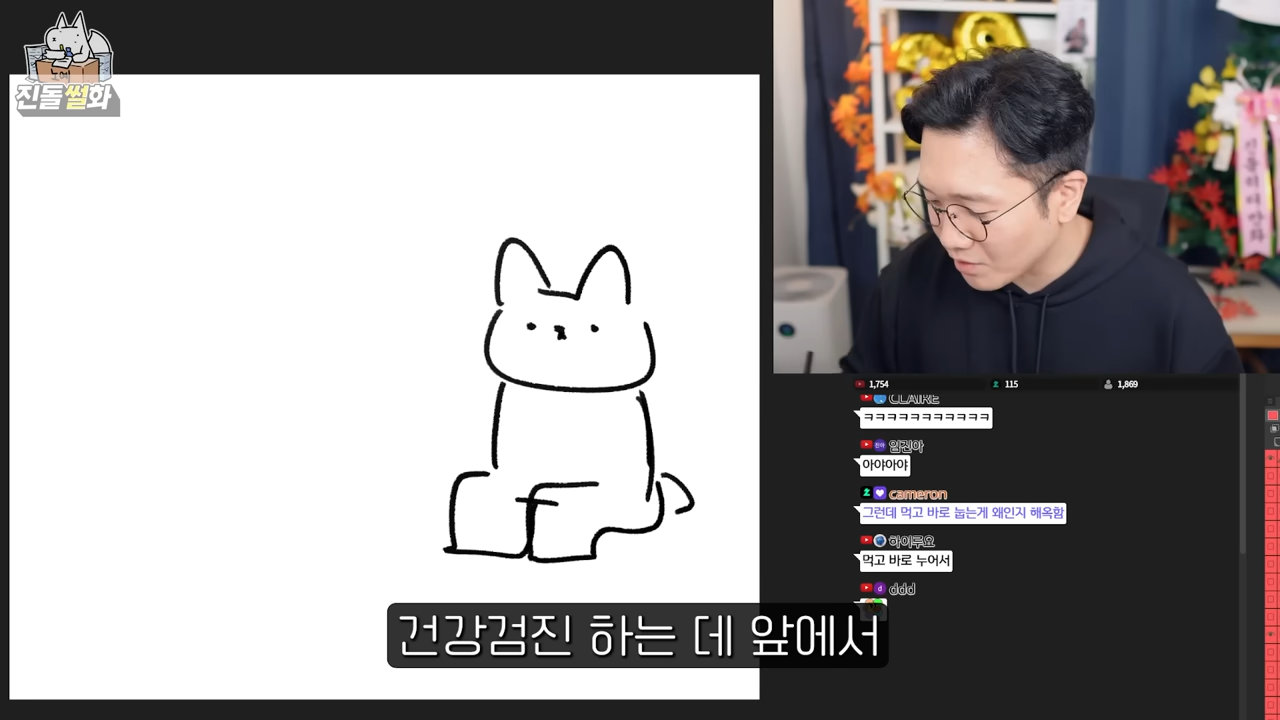 진돌썰화
1,754
115
1,869
CLAIRE
ㅋㅋㅋㅋㅋㅋㅋㅋㅋㅋㅋ
임진아
아야아야
cameron
그런데 먹고 바로 눕는게 왜인지 해옥함
하이루요
먹고 바로 누어서
d ddd
건강검진 하는 데 앞에서